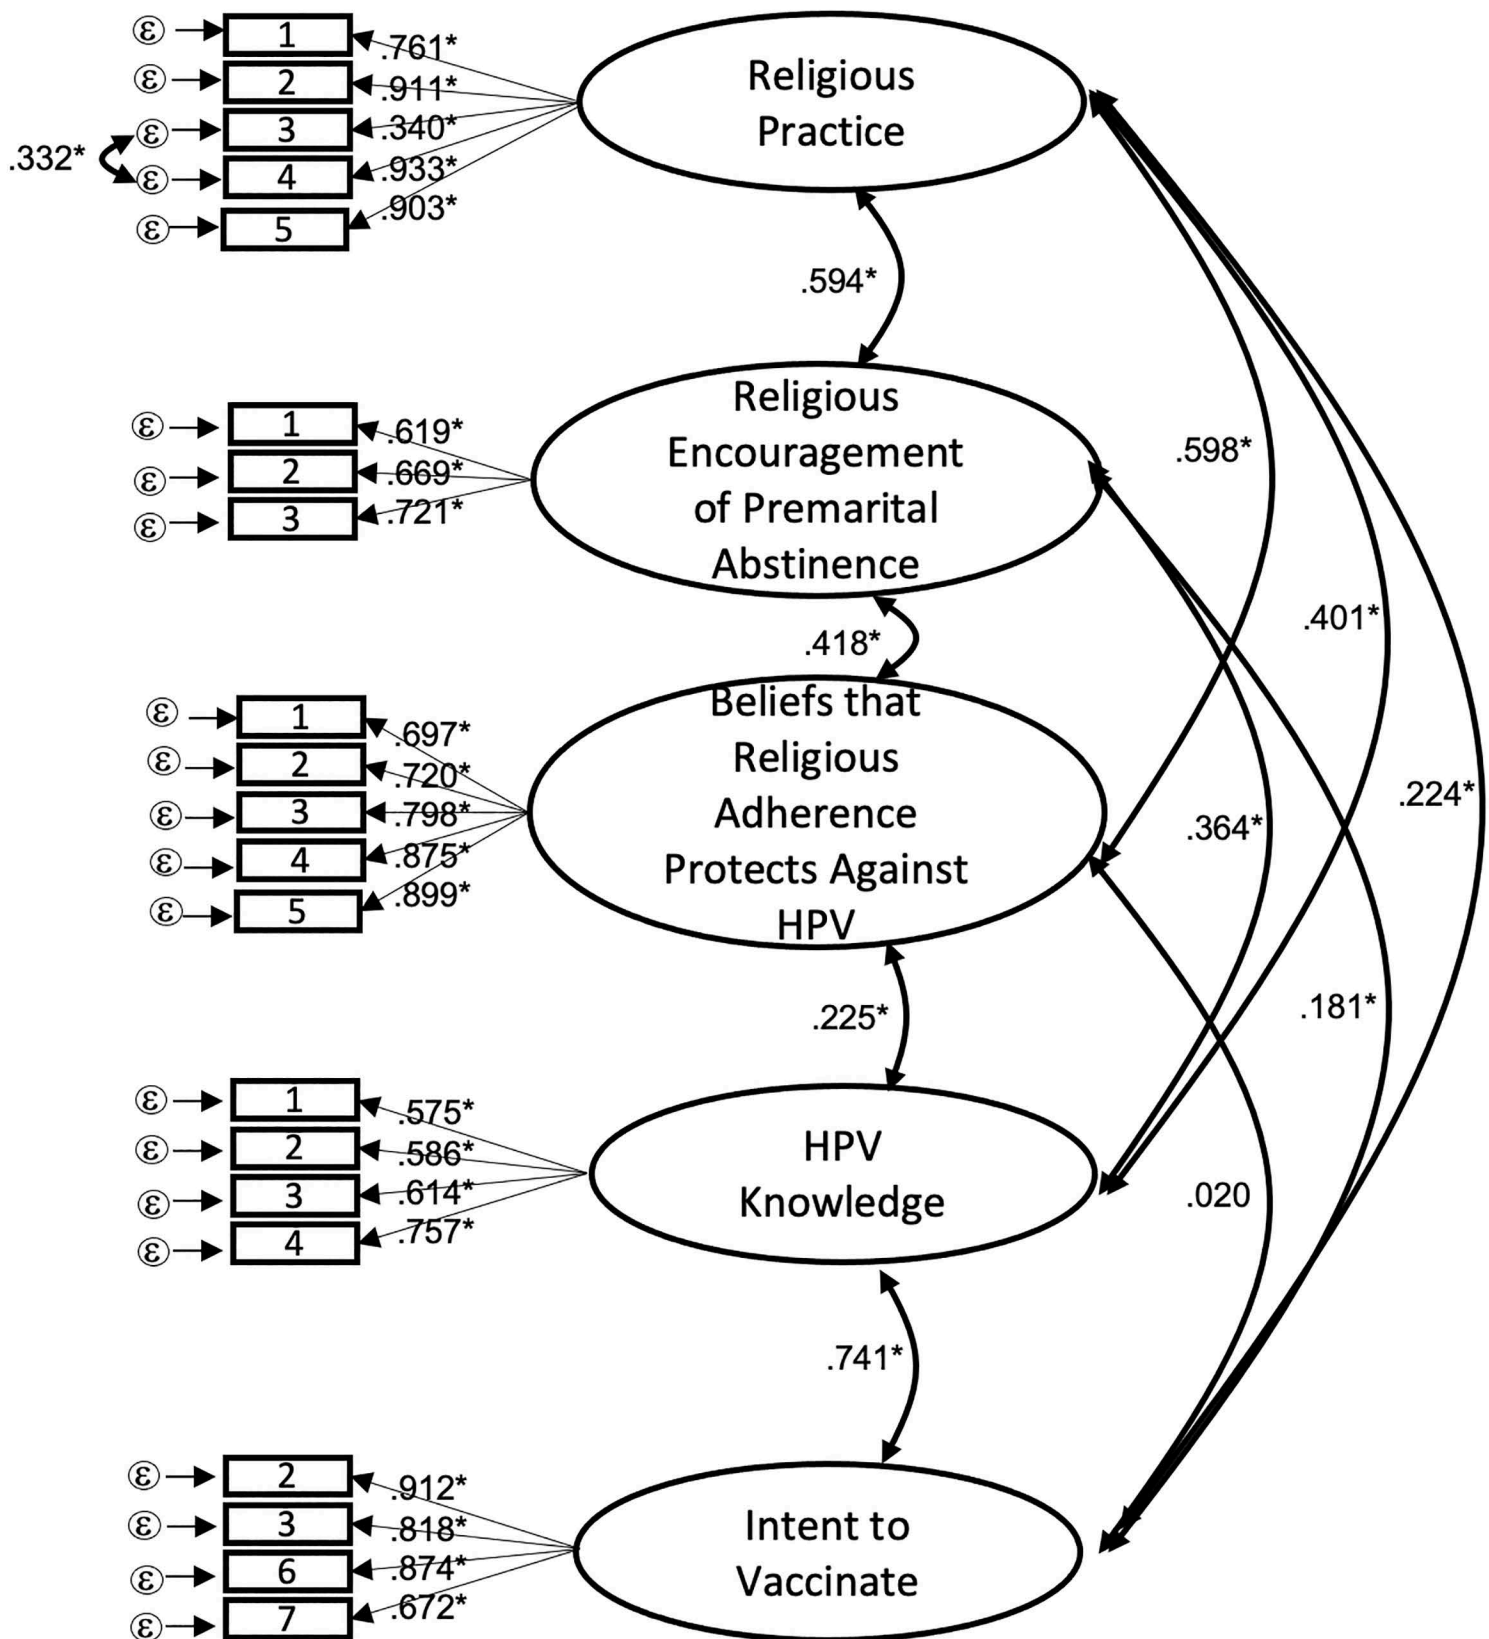 ε
1
.761*
ε
2
.911*
ε
3
.340*
.332*
ε
4
.933*
ε
5
.903*
Religious
Practice
.594*
ε
1
.619*
ε
2
.669*
ε
3
.721*
Religious
Encouragement
of Premarital
Abstinence
.598*
.401*
.418*
ε
1
.697*
ε
2
.720*
ε
3
.798*
ε
4
.875*
ε
5
.899*
Beliefs that
Religious
Adherence
Protects Against
HPV
.364*
.224*
.225*
.181*
ε
1
.575*
ε
2
.586*
ε
3
.614*
ε
4
.757*
HPV
Knowledge
.020
.741*
ε
2
.912*
ε
3
.818*
ε
6
.874*
ε
7
.672*
Intent to
Vaccinate